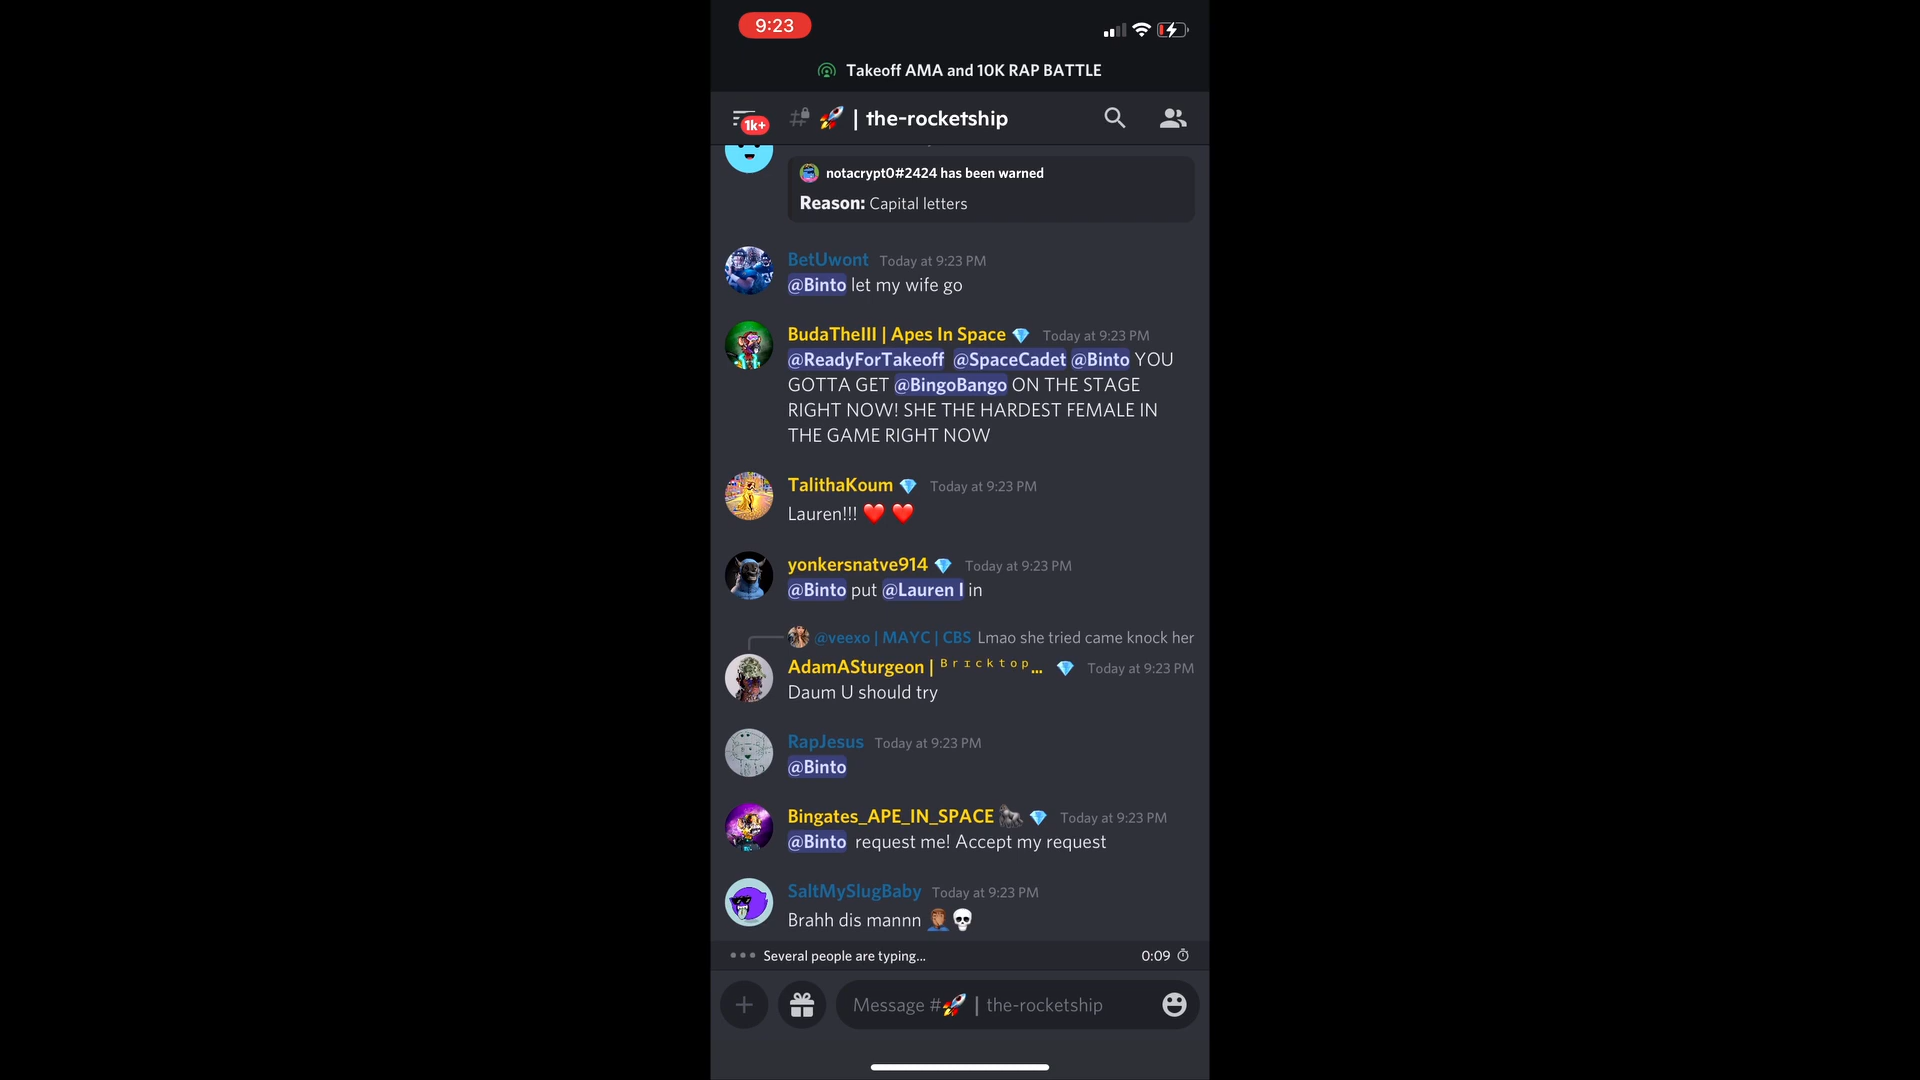 9:23
Takeoff AMA and 10K RAP BATTLE
1k+
# 🚀 | the-rocketship
notacrypt0#2424 has been warned
Reason: Capital letters
BetUwont Today at 9:23 PM
@Binto let my wife go
BudaTheIII | Apes In Space 💎 Today at 9:23 PM
@ReadyForTakeoff @SpaceCadet @Binto YOU
GOTTA GET @BingoBango ON THE STAGE
RIGHT NOW! SHE THE HARDEST FEMALE IN
THE GAME RIGHT NOW
TalithaKoum 💎 Today at 9:23 PM
Lauren!!! ❤️ ❤️
yonkersnatve914 💎 Today at 9:23 PM
@Binto put @Lauren I in
@veexo | MAYC | CBS Lmao she tried came knock her
AdamASturgeon | ᴮʳⁱᶜᵏᵗᵒᵖ... 💎 Today at 9:23 PM
Daum U should try
RapJesus Today at 9:23 PM
@Binto
Bingates_APE_IN_SPACE 🦍 💎 Today at 9:23 PM
@Binto request me! Accept my request
SaltMySlugBaby Today at 9:23 PM
Brahh dis mannn 🤦🏽‍♂️💀
Several people are typing... 0:09
Message #🚀 | the-rocketship